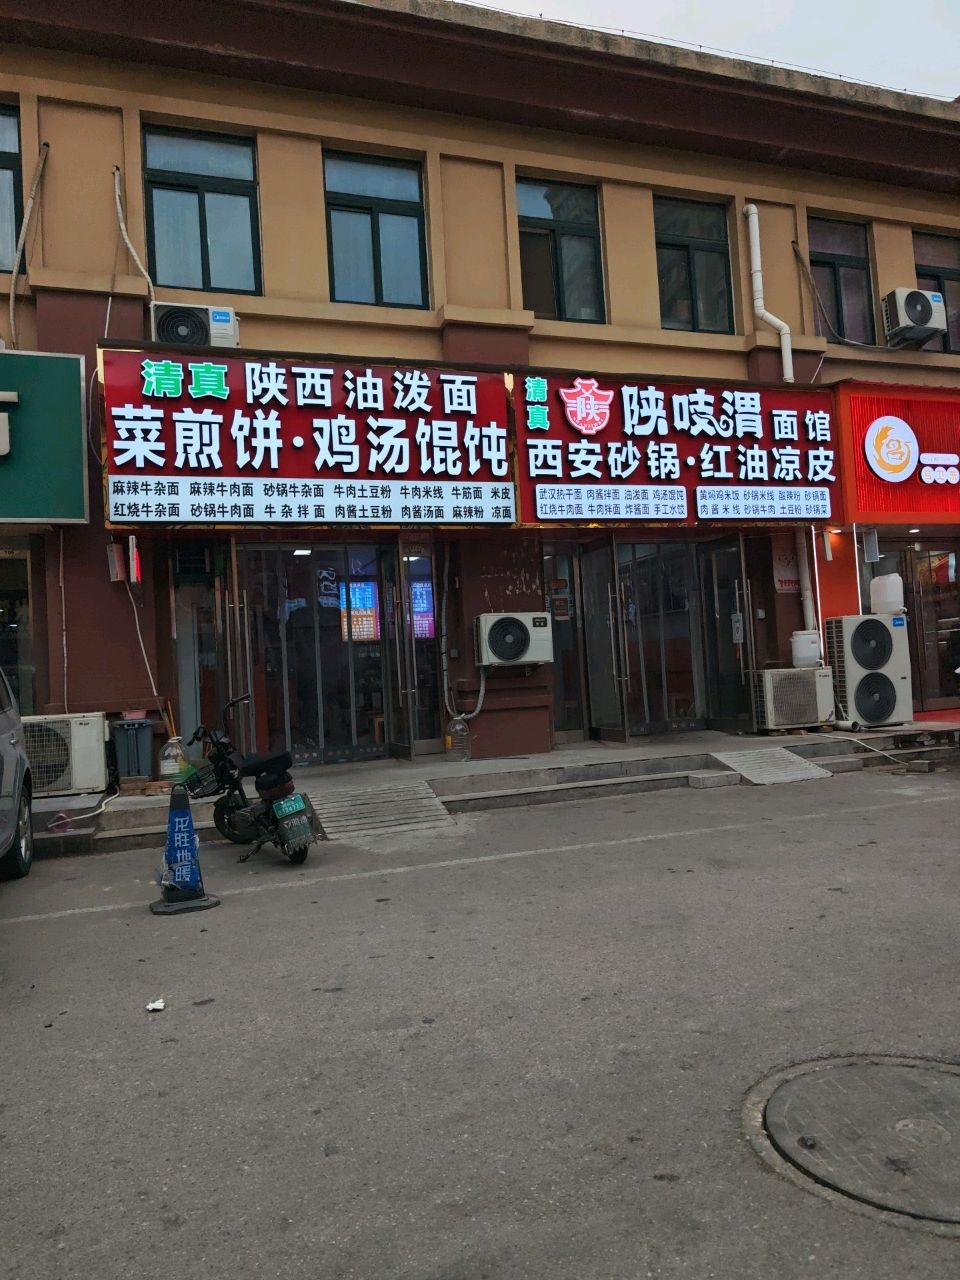 清真 陕西油泼面
菜煎饼·鸡汤馄饨
麻辣牛杂面 麻辣牛肉面 砂锅牛杂面 牛肉土豆粉 牛肉米线 牛筋面 米皮
红烧牛杂面 砂锅牛肉面 牛杂拌面 肉酱土豆粉 肉酱汤面 麻辣粉 凉面
清真 陕 陕吱渭面馆
西安砂锅·红油凉皮
武汉热干面 肉酱拌面 油泼面 鸡汤馄饨
红烧牛肉面 牛肉拌面 炸酱面 手工水饺
黄焖鸡米饭 砂锅米线 酸辣粉 砂锅面
肉酱米线 砂锅牛肉 土豆粉 砂锅菜
龙胜地暖